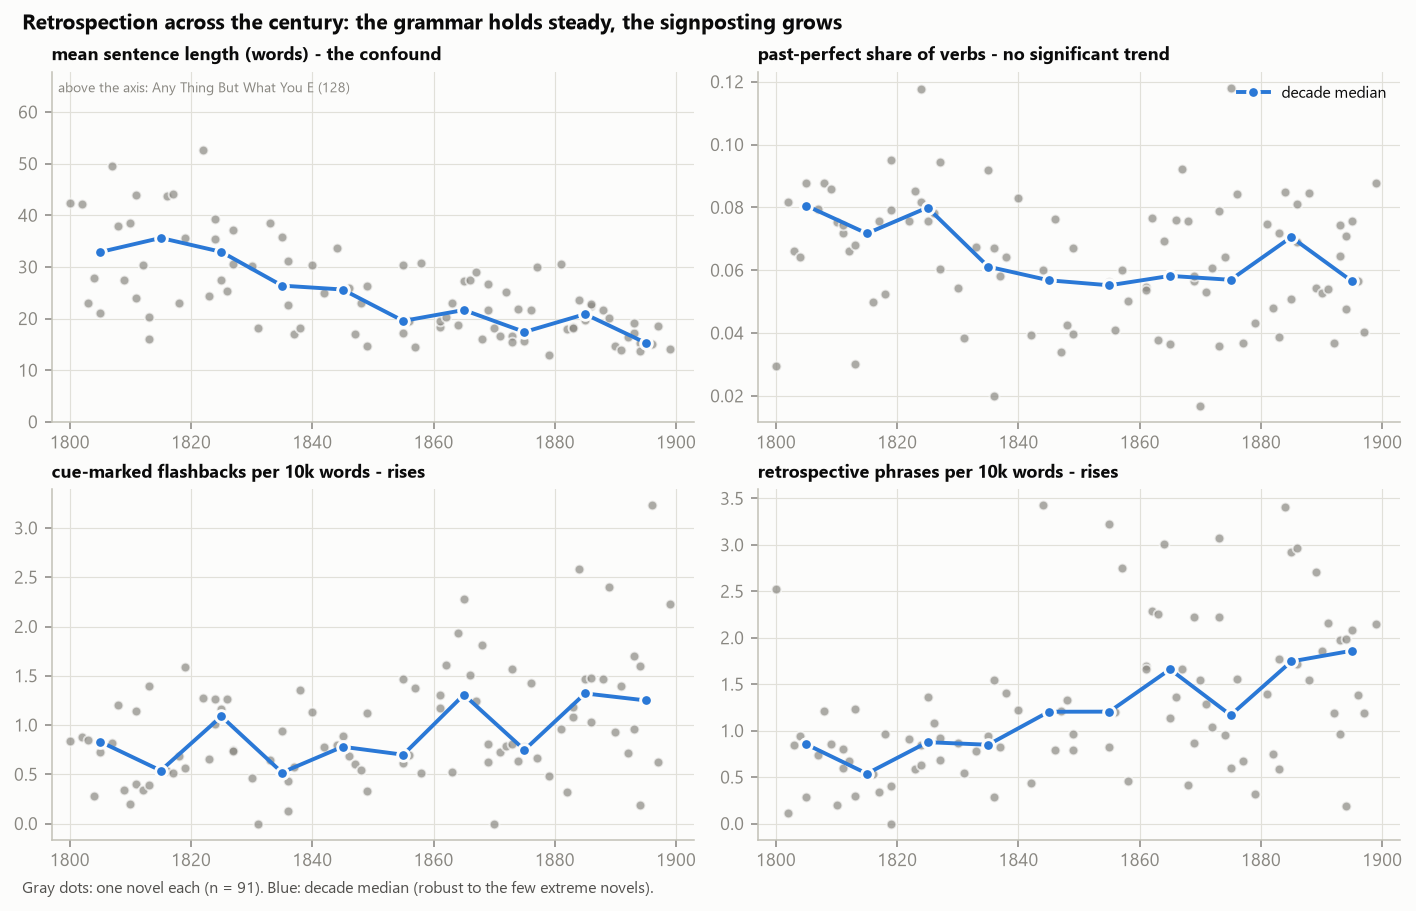 Retrospection across the century: the grammar holds steady, the signposting grows
mean sentence length (words) - the confound
above the axis: Any Thing But What You E (128)
60
50
40
30
20
10
0
1800 1820 1840 1860 1880 1900
past-perfect share of verbs - no significant trend
decade median
0.12
0.10
0.08
0.06
0.04
0.02
1800 1820 1840 1860 1880 1900
cue-marked flashbacks per 10k words - rises
3.0
2.5
2.0
1.5
1.0
0.5
0.0
1800 1820 1840 1860 1880 1900
retrospective phrases per 10k words - rises
3.5
3.0
2.5
2.0
1.5
1.0
0.5
0.0
1800 1820 1840 1860 1880 1900
Gray dots: one novel each (n = 91). Blue: decade median (robust to the few extreme novels).